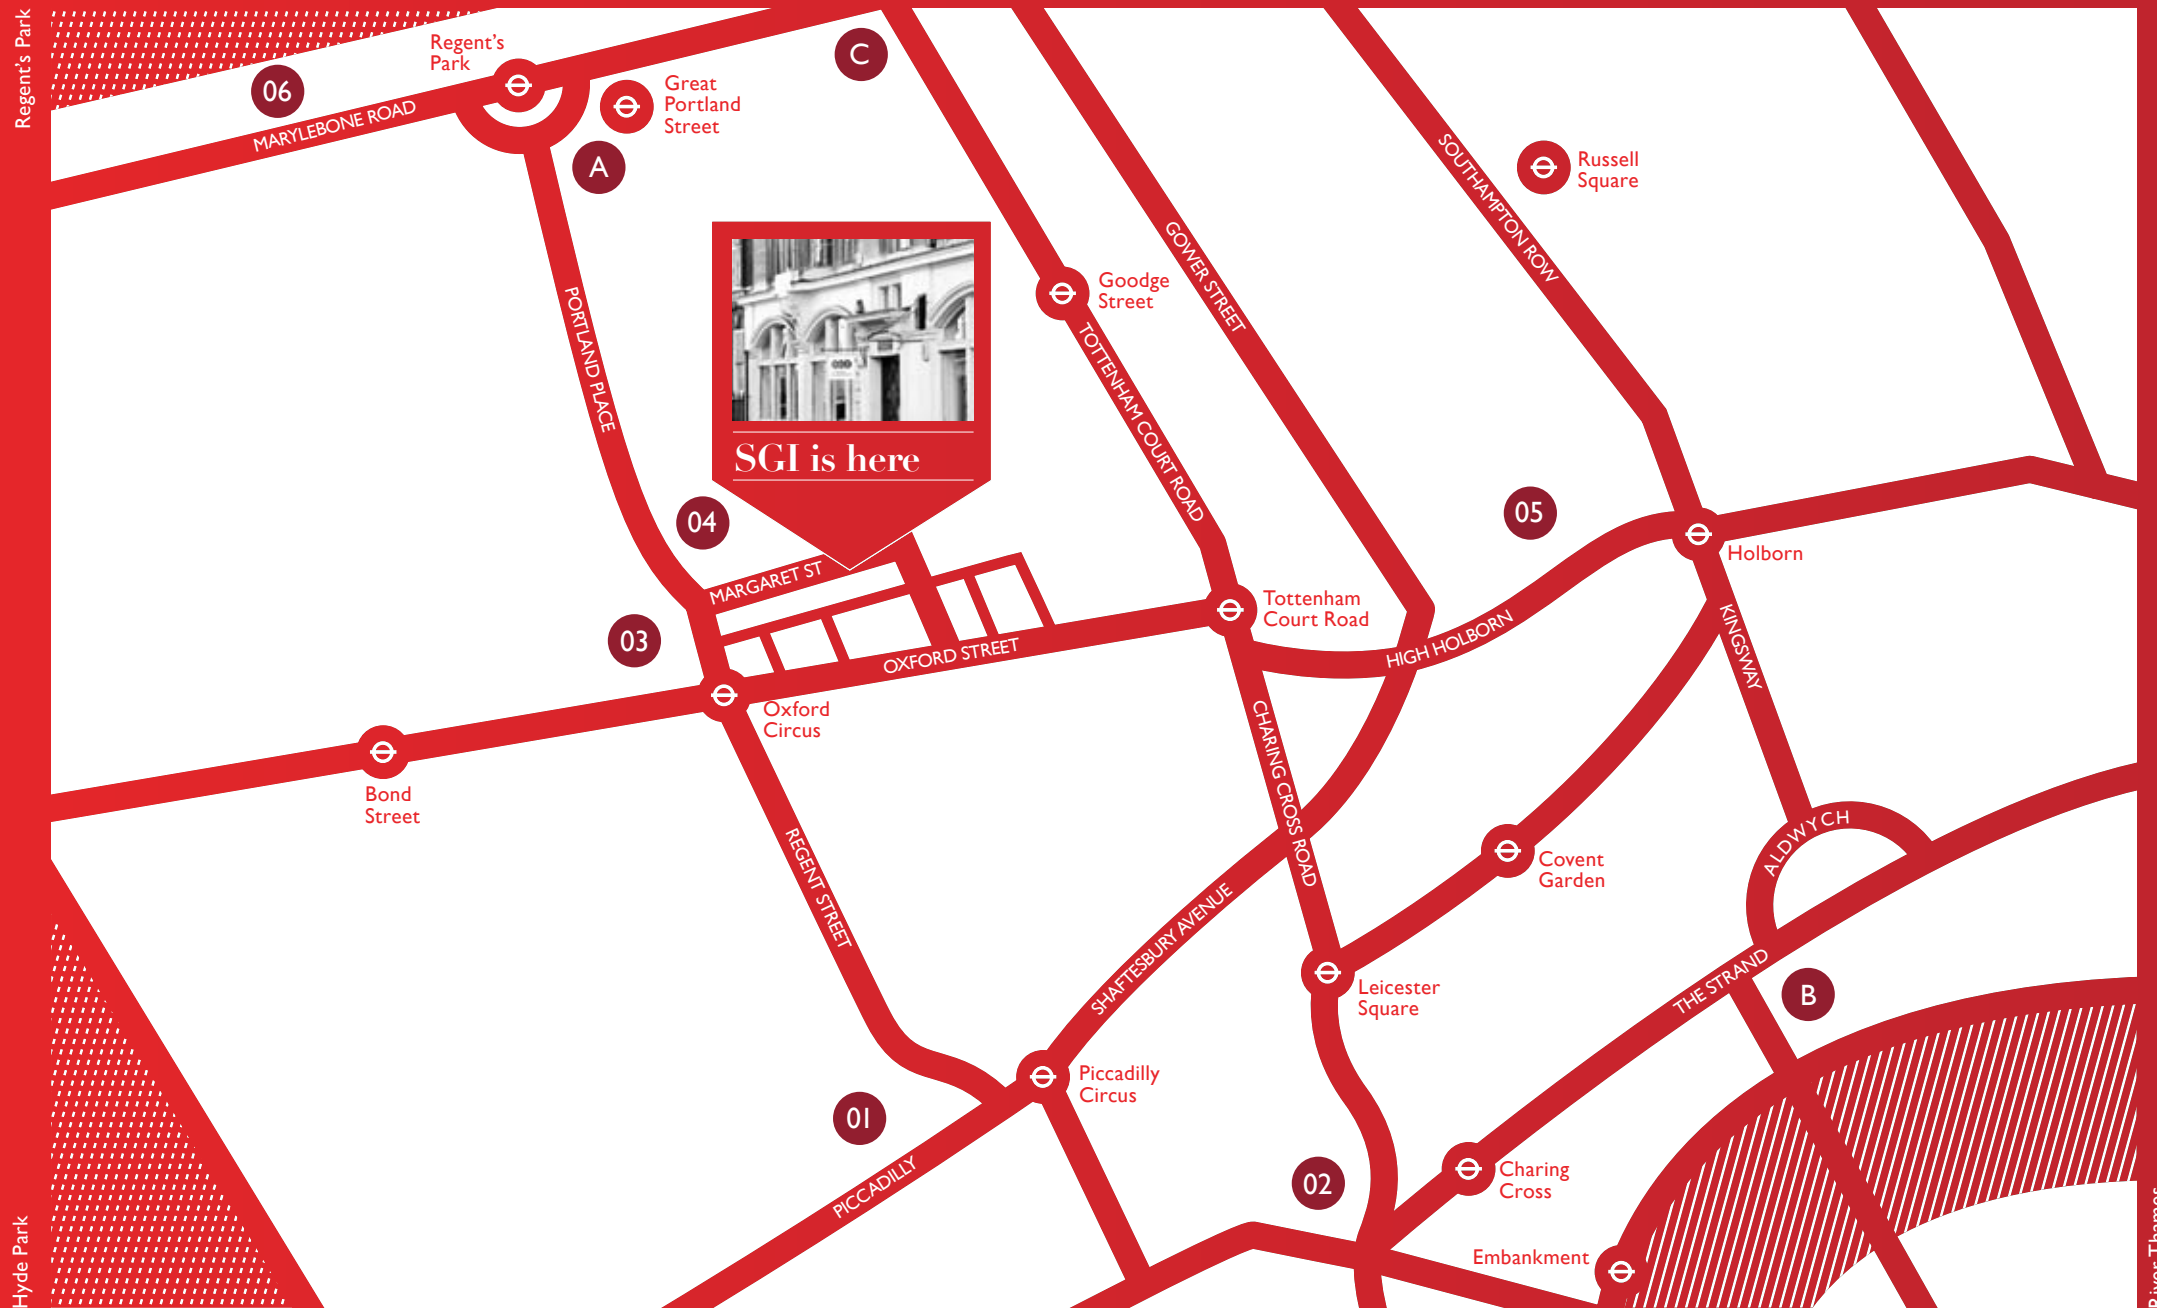 Regent's Park
06
MARYLEBONE ROAD
Regent's
Park
Great
Portland
Street
A
C
Russell
Square
SOUTHAMPTON ROW
GOWER STREET
Goodge
Street
TOTTENHAM COURT ROAD
PORTLAND PLACE
SGI is here
04
MARGARET ST
03
OXFORD STREET
Tottenham
Court Road
05
HIGH HOLBORN
Holborn
KINGSWAY
Oxford
Circus
Bond
Street
REGENT STREET
CHARING CROSS ROAD
SHAFTESBURY AVENUE
Covent
Garden
ALDWYCH
Leicester
Square
THE STRAND
B
Piccadilly
Circus
01
PICCADILLY
02
Charing
Cross
Embankment
Hyde Park
River Thames